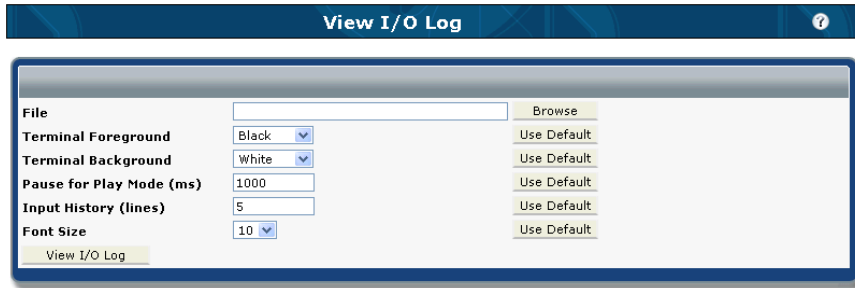 View I/O Log ?
File Browse
Terminal Foreground Black Use Default
Terminal Background White Use Default
Pause for Play Mode (ms) 1000 Use Default
Input History (lines) 5 Use Default
Font Size 10 Use Default
View I/O Log